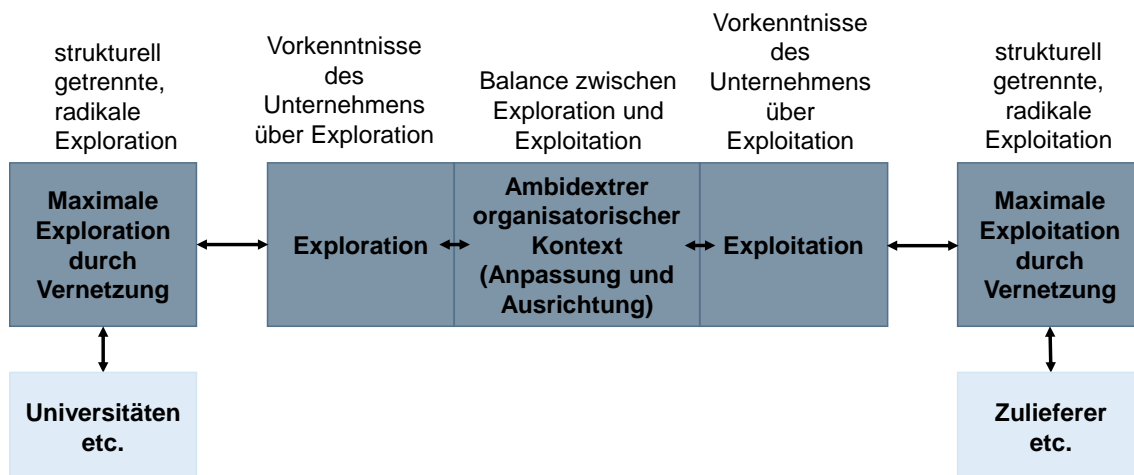 strukturell
getrennte,
radikale
Exploration
Vorkenntnisse
des
Unternehmens
über Exploration
Balance zwischen
Exploration und
Exploitation
Vorkenntnisse
des
Unternehmens
über
Exploitation
strukturell
getrennte,
radikale
Exploitation
Maximale
Exploration
durch
Vernetzung
Exploration
Ambidextrer
organisatorischer
Kontext
(Anpassung und
Ausrichtung)
Exploitation
Maximale
Exploitation
durch
Vernetzung
Universitäten
etc.
Zulieferer
etc.